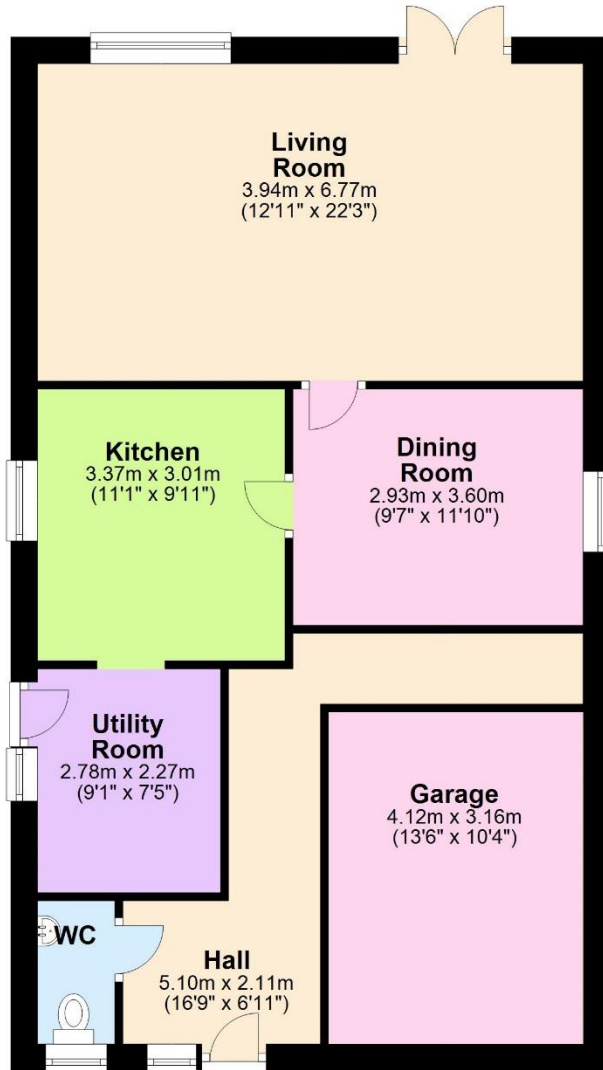 Living
Room
3.94m x 6.77m
(12'11" x 22'3")
Kitchen
3.37m x 3.01m
(11'1" x 9'11")
Dining
Room
2.93m x 3.60m
(9'7" x 11'10")
Utility
Room
2.78m x 2.27m
(9'1" x 7'5")
Garage
4.12m x 3.16m
(13'6" x 10'4")
WC
Hall
5.10m x 2.11m
(16'9" x 6'11")